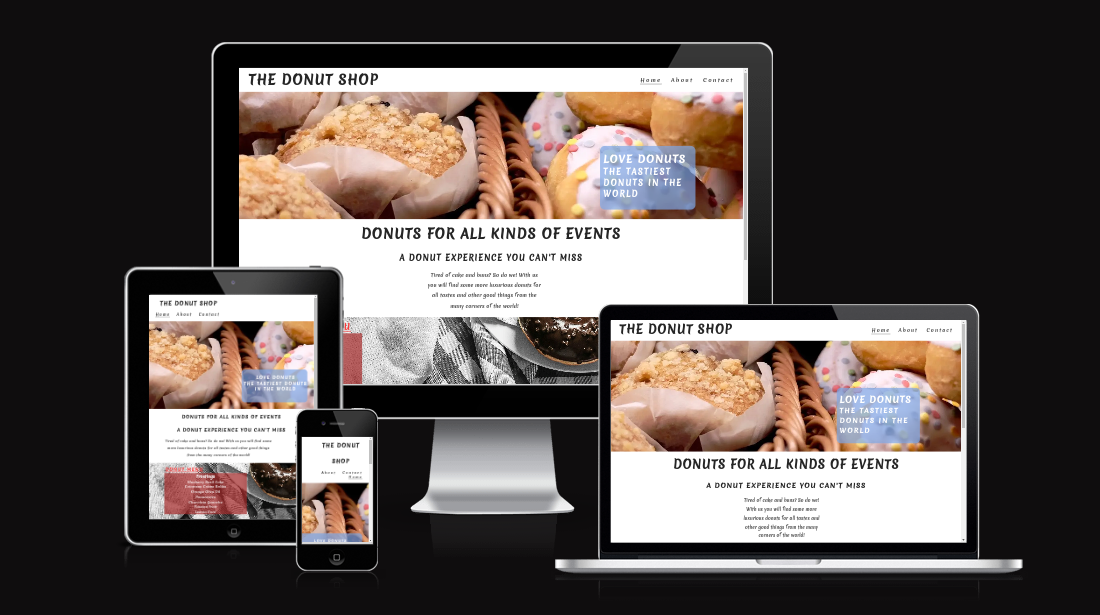 THE DONUT SHOP
Home About Contact
LOVE DONUTS
THE TASTIEST
DONUTS IN THE
WORLD
DONUTS FOR ALL KINDS OF EVENTS
A DONUT EXPERIENCE YOU CAN'T MISS
Tired of cake and buns? So do we! With us
you will find some more luxurious donuts for
all tastes and other good things from the
many corners of the world!
THE DONUT SHOP
Home About Contact
LOVE DONUTS
THE TASTIEST DONUTS
IN THE WORLD
DONUTS FOR ALL KINDS OF EVENTS
A DONUT EXPERIENCE YOU CAN'T MISS
Tired of cake and buns? So do we! With us you will find some
more luxurious donuts for all tastes and other good things
from the many corners of the world!
THE DONUT
SHOP
About Contact
Home
LOVE DONUTS
THE DONUT SHOP
Home About Contact
LOVE DONUTS
THE TASTIEST
DONUTS IN THE
WORLD
DONUTS FOR ALL KINDS OF EVENTS
A DONUT EXPERIENCE YOU CAN'T MISS
Tired of cake and buns? So do we!
With us you will find some more
luxurious donuts for all tastes and
other good things from the many
corners of the world!